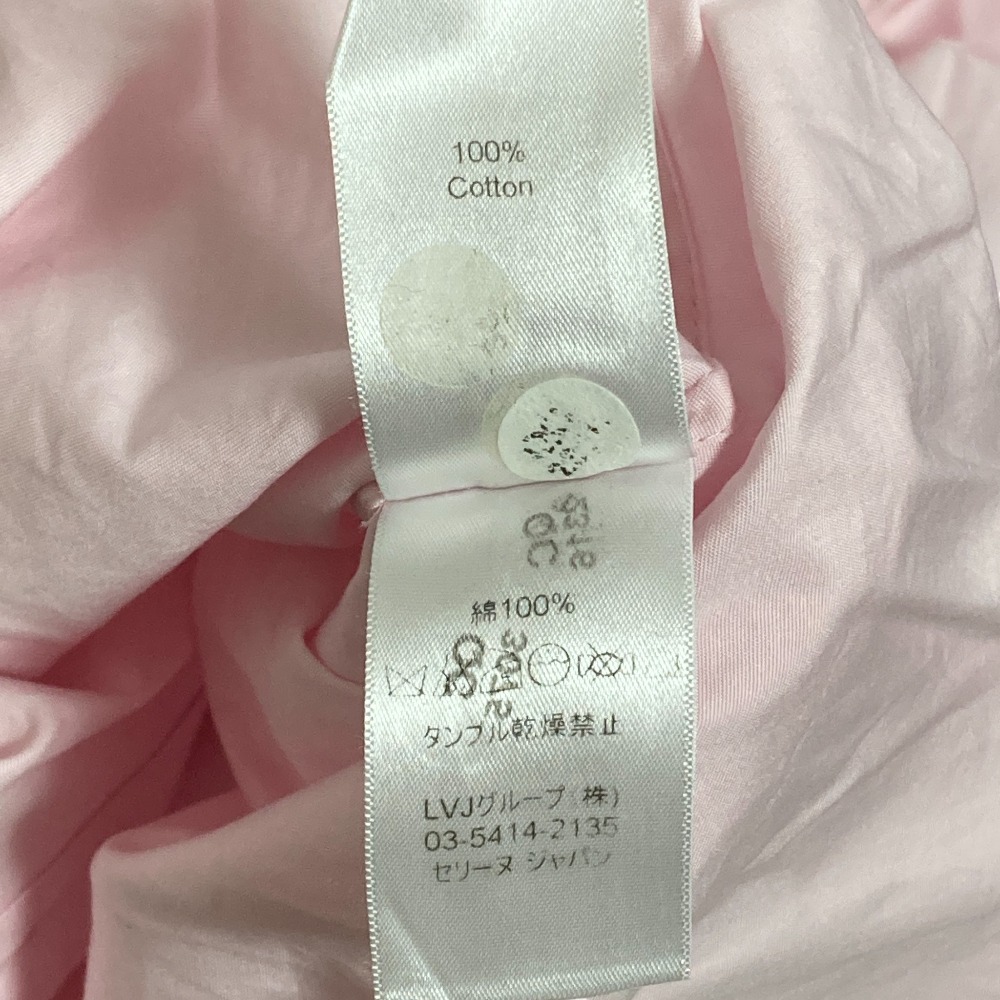 100%
Cotton
QC
綿100%
タンブル乾燥禁止
LVJグループ(株)
03-5414-2135
セリーヌ ジャパン